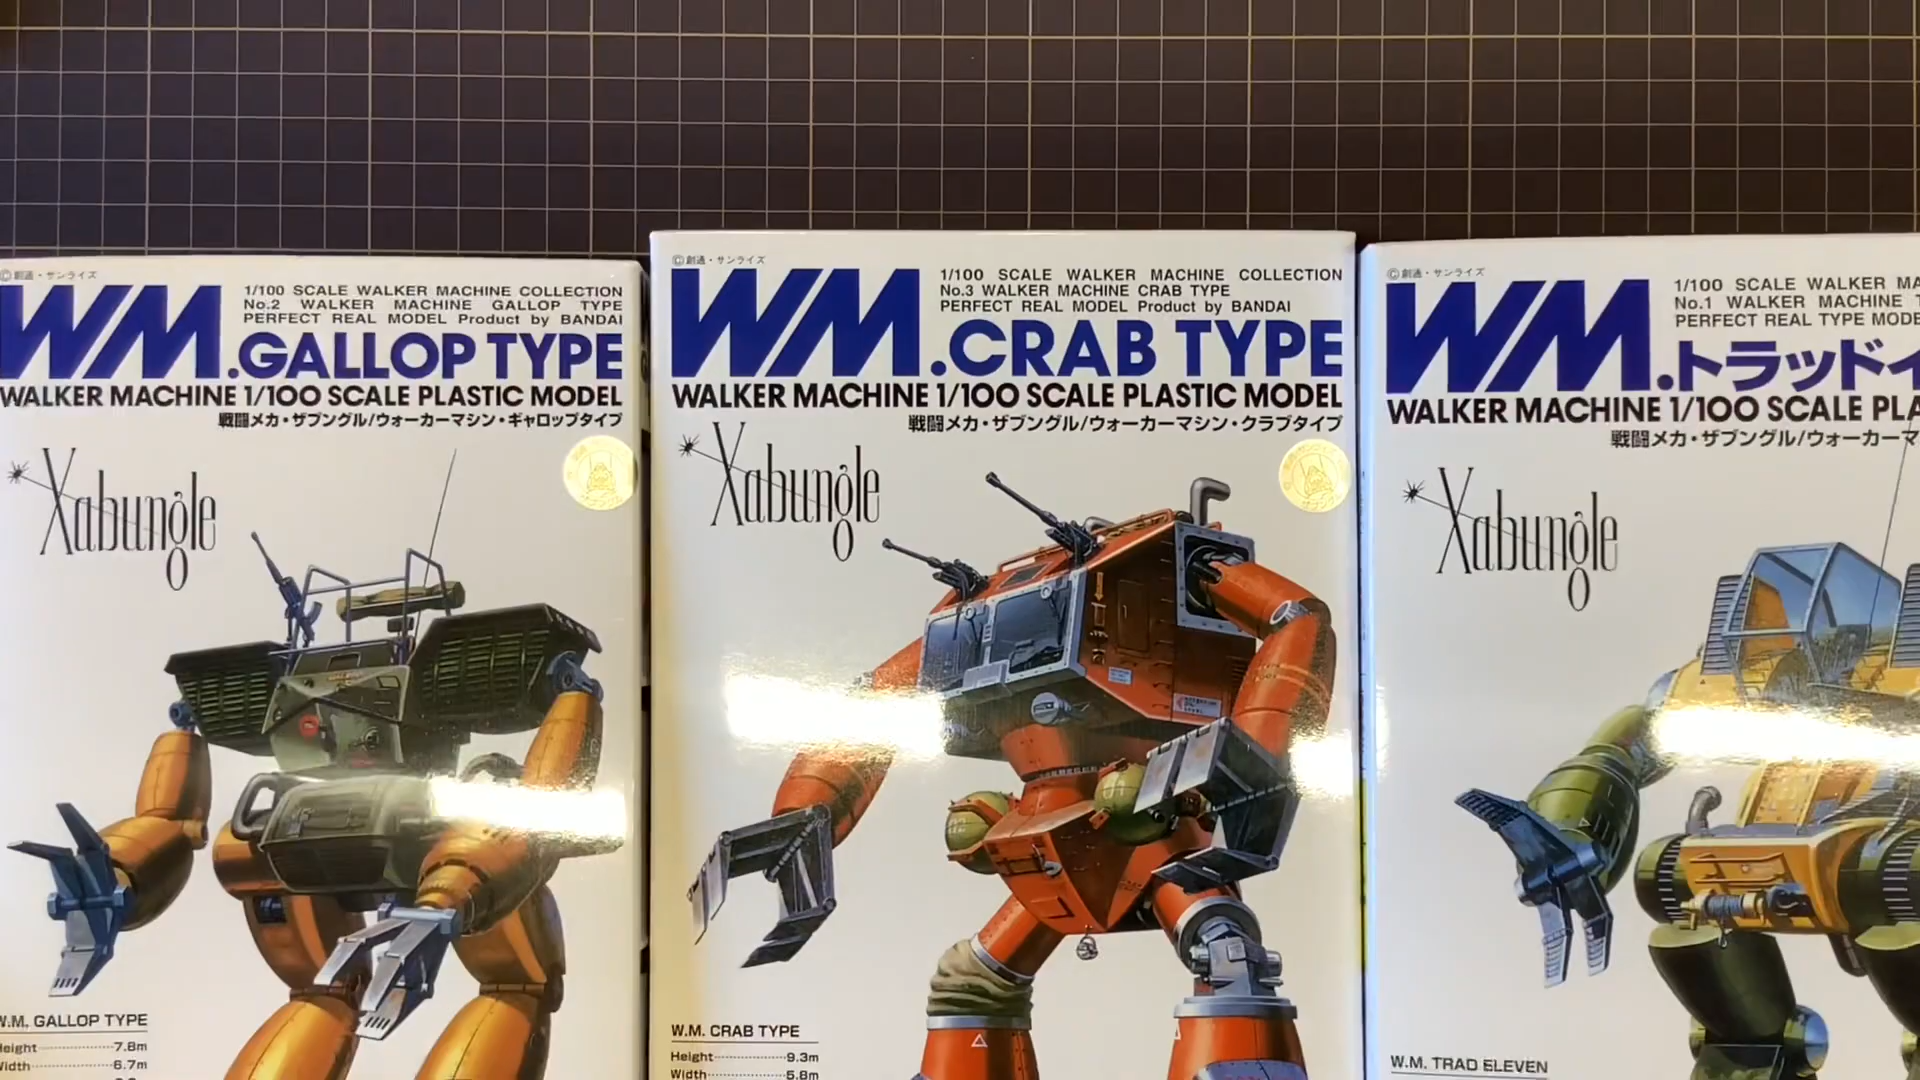 ©創通・サンライズ
WM.GALLOP TYPE
1/100 SCALE WALKER MACHINE COLLECTION
No.2 WALKER MACHINE GALLOP TYPE
PERFECT REAL MODEL Product by BANDAI
WALKER MACHINE 1/100 SCALE PLASTIC MODEL
戦闘メカ・ザブングル/ウォーカーマシン・ギャロップタイプ
Xabungle
W.M. GALLOP TYPE
Height 7.8m
Width 6.7m
©創通・サンライズ
WM.CRAB TYPE
1/100 SCALE WALKER MACHINE COLLECTION
No.3 WALKER MACHINE CRAB TYPE
PERFECT REAL MODEL Product by BANDAI
WALKER MACHINE 1/100 SCALE PLASTIC MODEL
戦闘メカ・ザブングル/ウォーカーマシン・クラブタイプ
Xabungle
W.M. CRAB TYPE
Height 9.3m
Width 5.8m
©創通・サンライズ
WM.トラッドイ
1/100 SCALE WALKER MA
No.1 WALKER MACHINE T
PERFECT REAL TYPE MODE
WALKER MACHINE 1/100 SCALE PLA
戦闘メカ・ザブングル/ウォーカーマ
Xabungle
W.M. TRAD ELEVEN